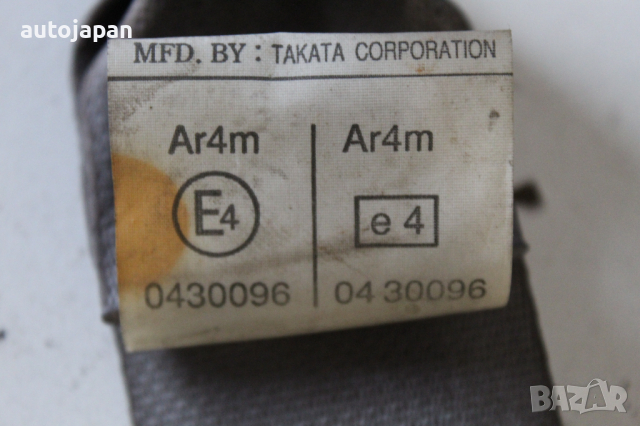 autojapan
MFD. BY : TAKATA CORPORATION
Ar4m
E4
0430096
Ar4m
e 4
04 30096
BAZAR